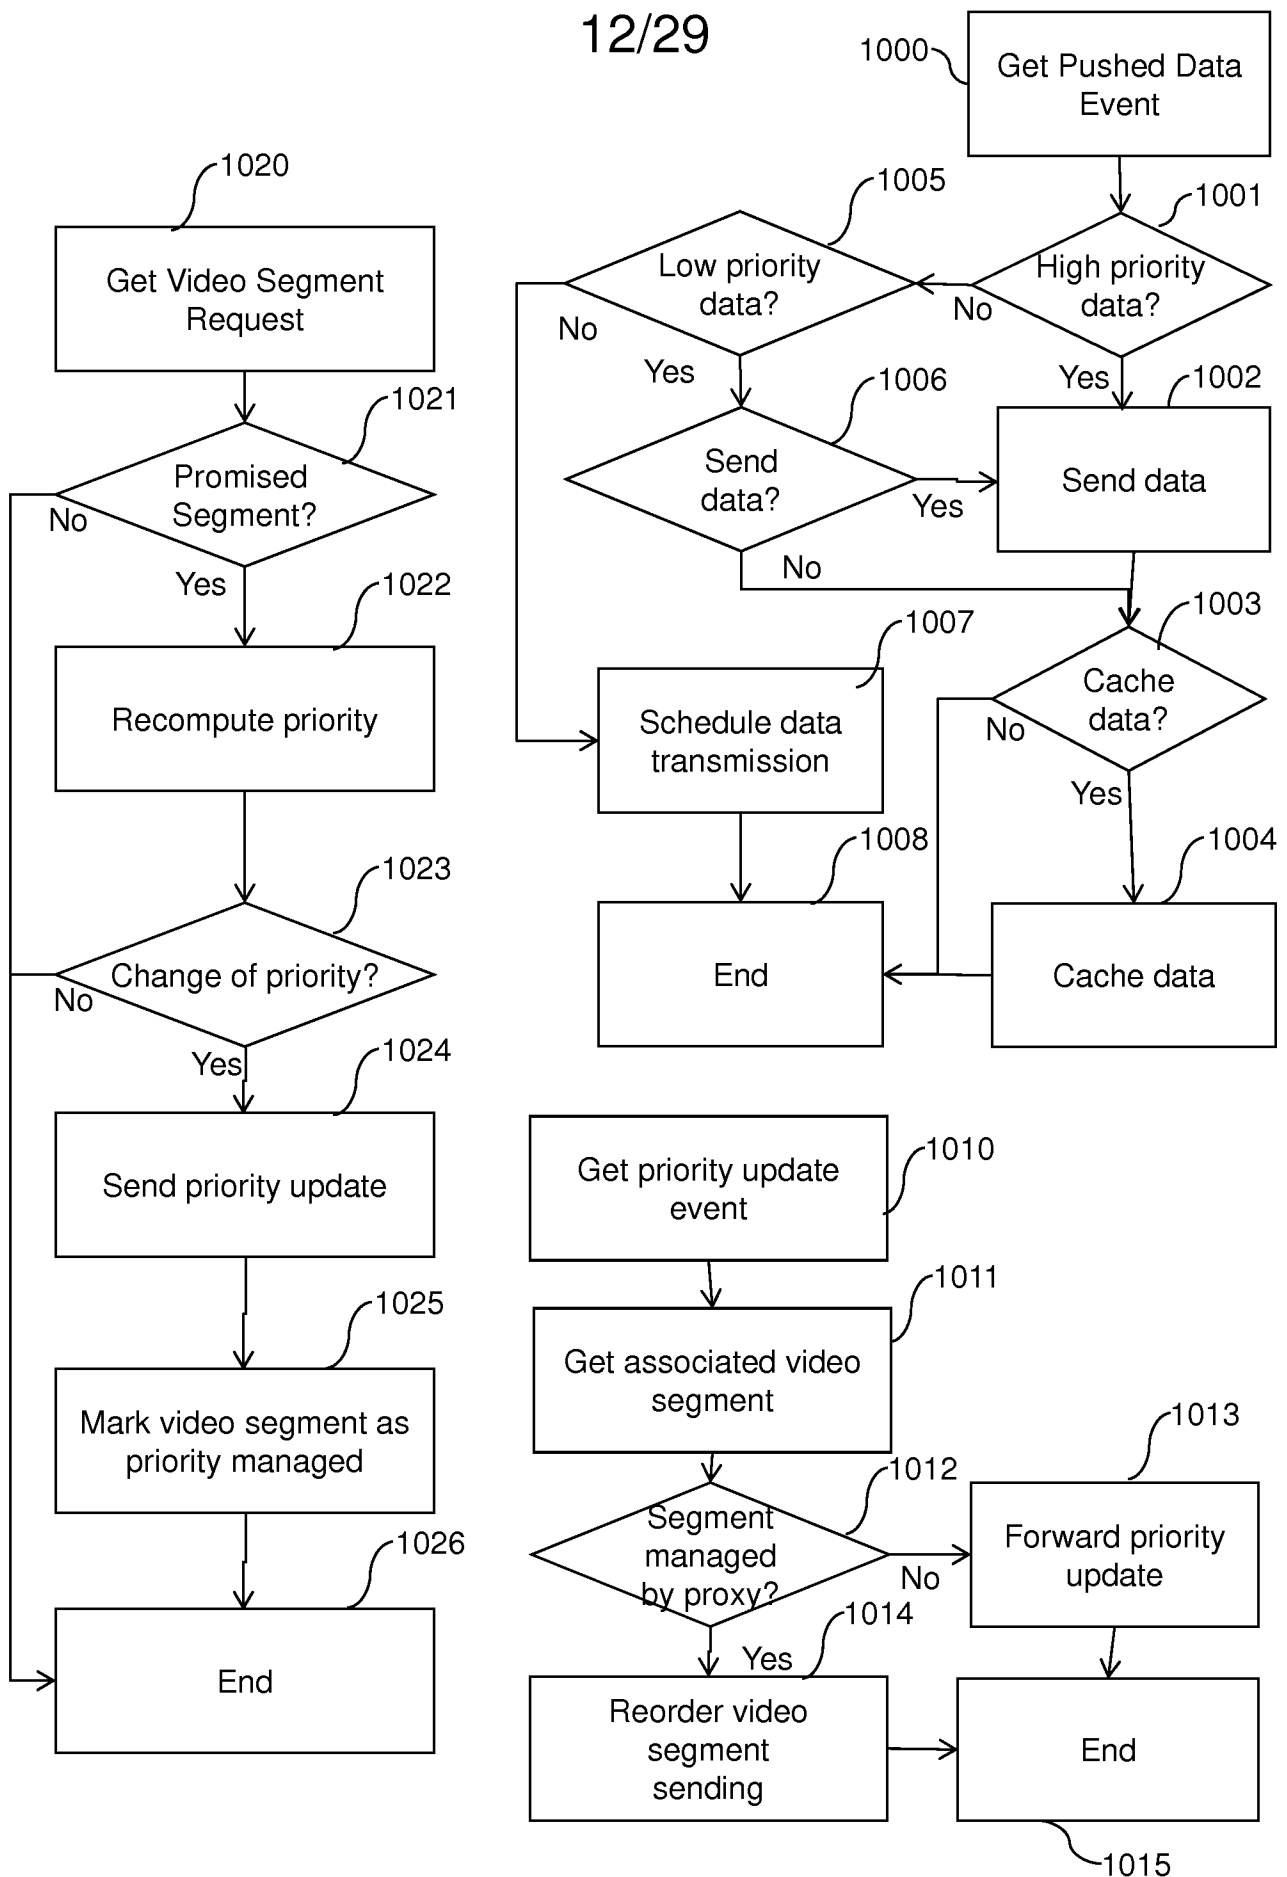 12/29
1000
Get Pushed Data
Event
1001
High priority
data?
No
Yes
1005
Low priority
data?
No
Yes
1006
Send
data?
Yes
No
1002
Send data
1003
Cache
data?
No
Yes
1004
Cache data
1007
Schedule data
transmission
1008
End
1020
Get Video Segment
Request
1021
Promised
Segment?
No
Yes
1022
Recompute priority
1023
Change of priority?
No
Yes
1024
Send priority update
1025
Mark video segment as
priority managed
1026
End
1010
Get priority update
event
1011
Get associated video
segment
1012
Segment
managed
by proxy?
No
Yes
1013
Forward priority
update
1014
Reorder video
segment
sending
End
1015